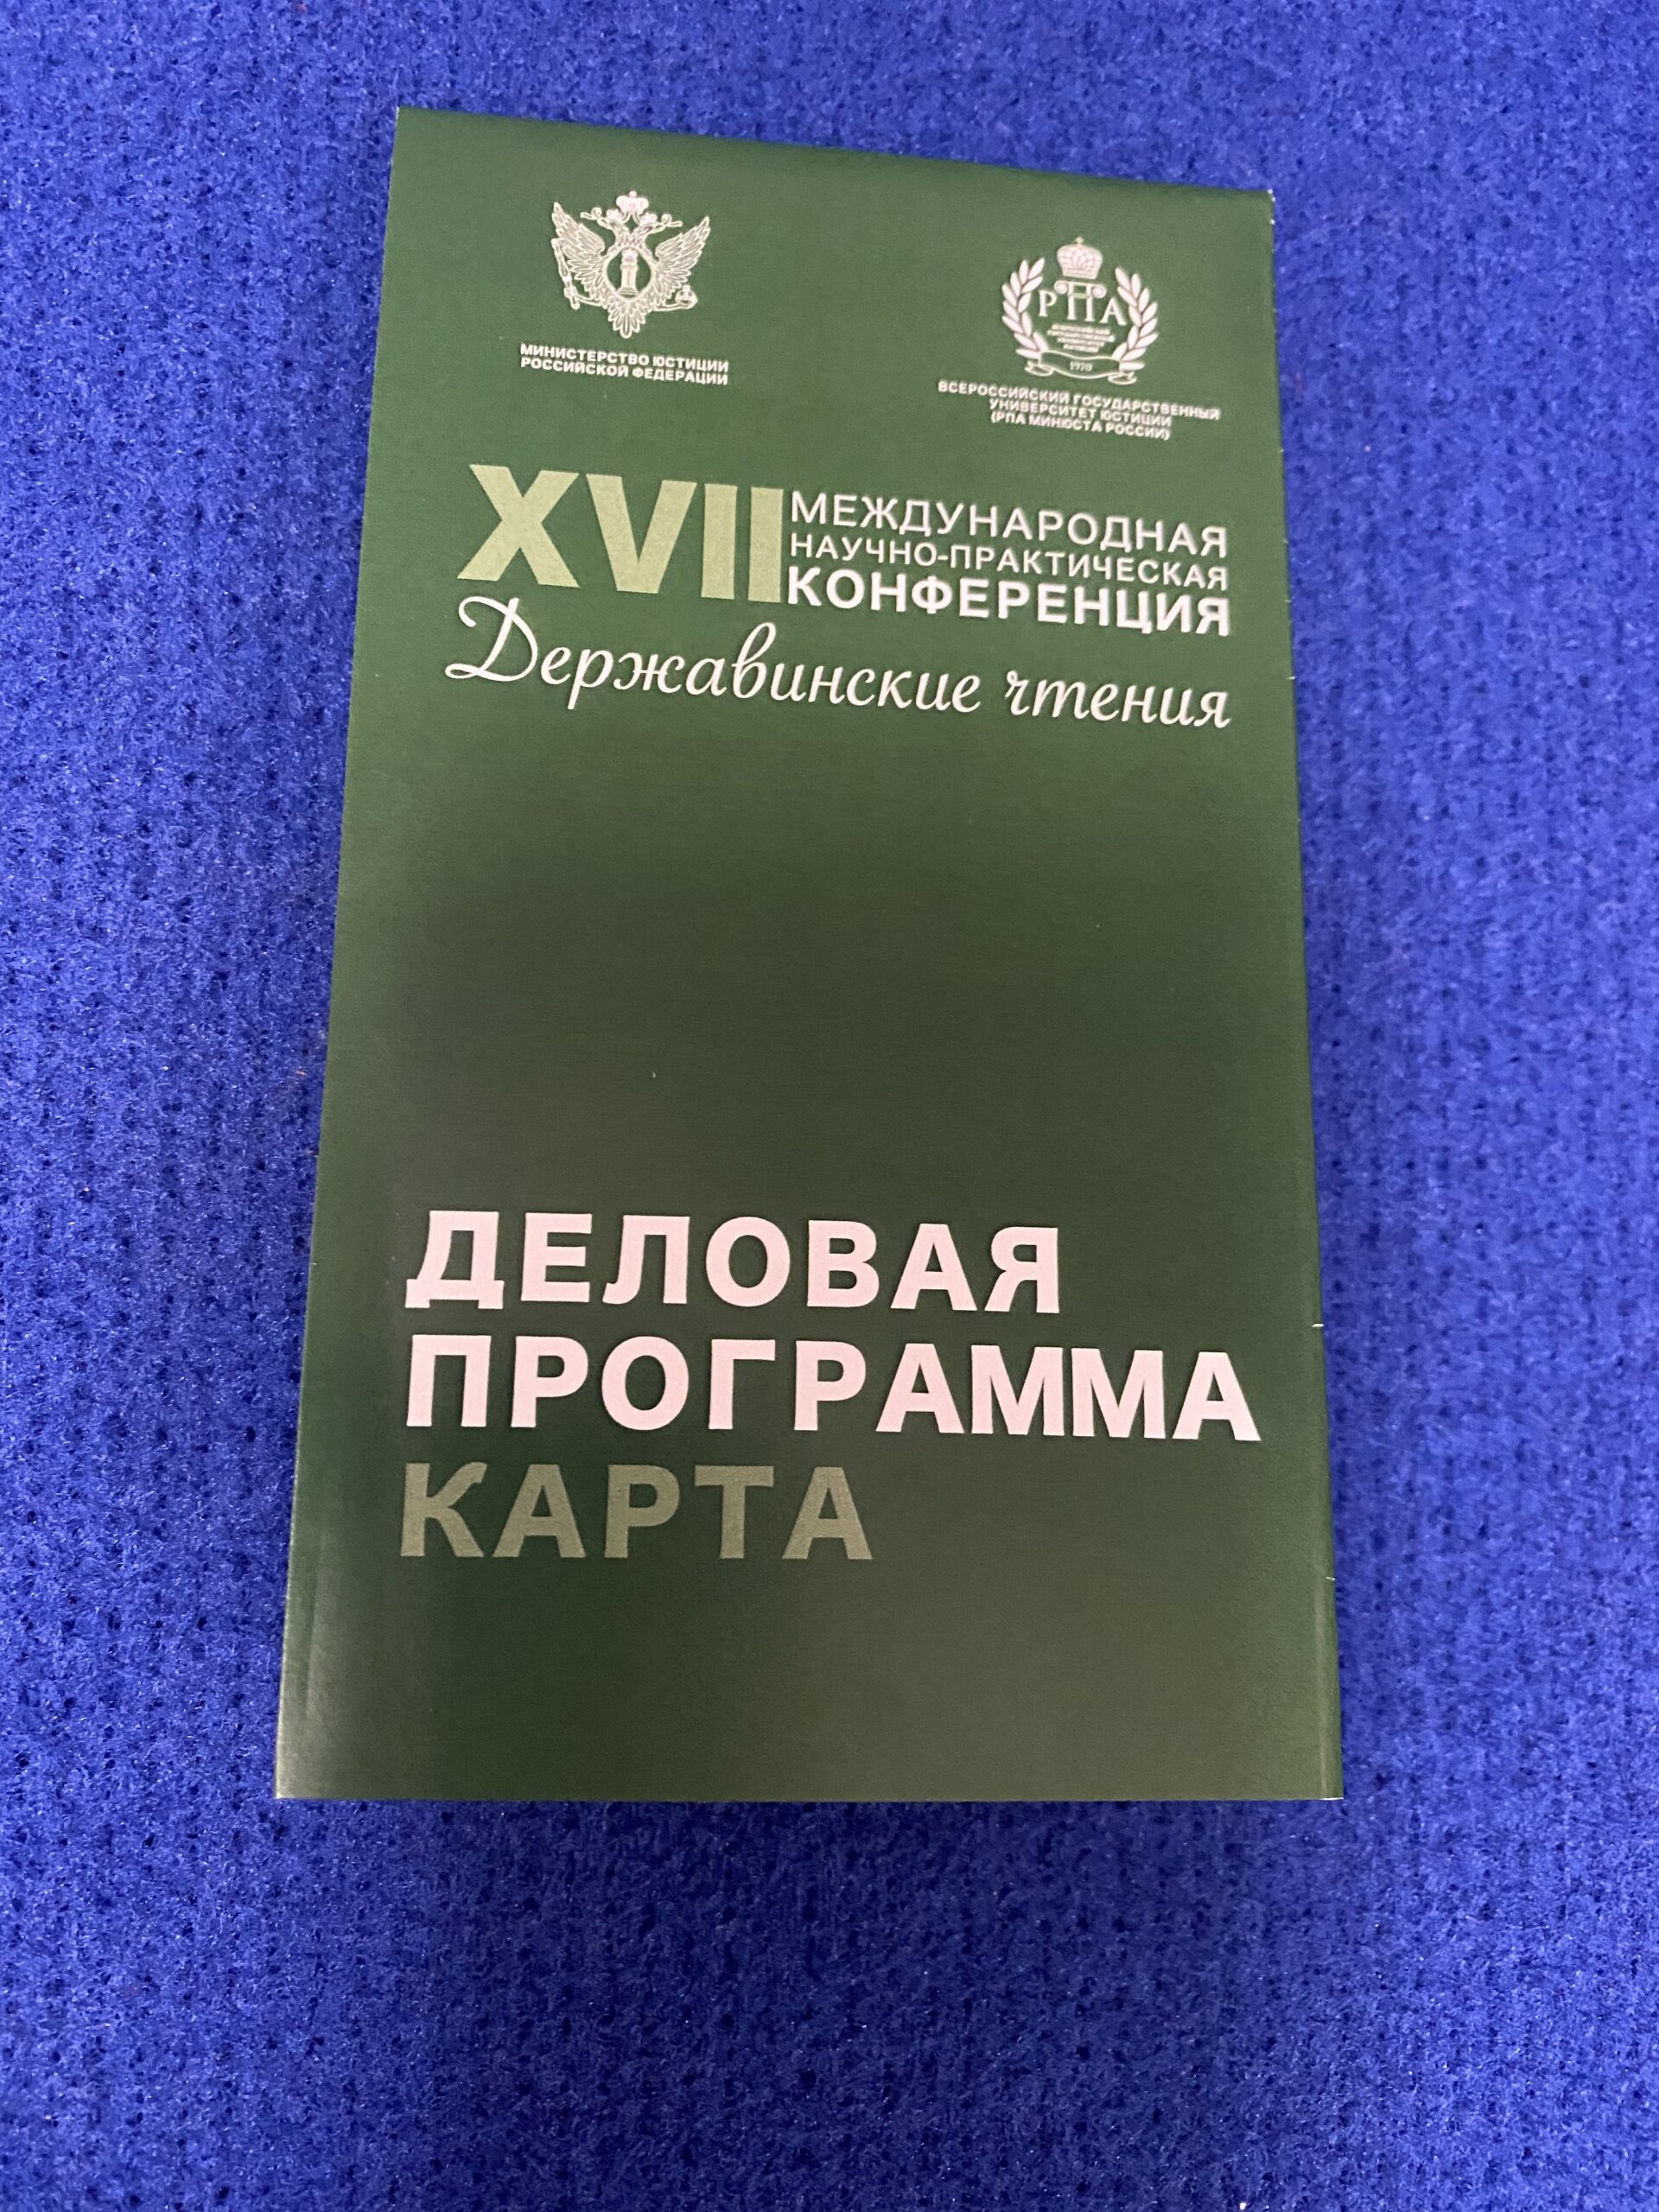 МИНИСТЕРСТВО ЮСТИЦИИ
РОССИЙСКОЙ ФЕДЕРАЦИИ
РПА
1970
ВСЕРОССИЙСКИЙ ГОСУДАРСТВЕННЫЙ
УНИВЕРСИТЕТ ЮСТИЦИИ
(РПА МИНЮСТА РОССИИ)
XVII
МЕЖДУНАРОДНАЯ
НАУЧНО-ПРАКТИЧЕСКАЯ
КОНФЕРЕНЦИЯ
Державинские чтения
ДЕЛОВАЯ
ПРОГРАММА
КАРТА